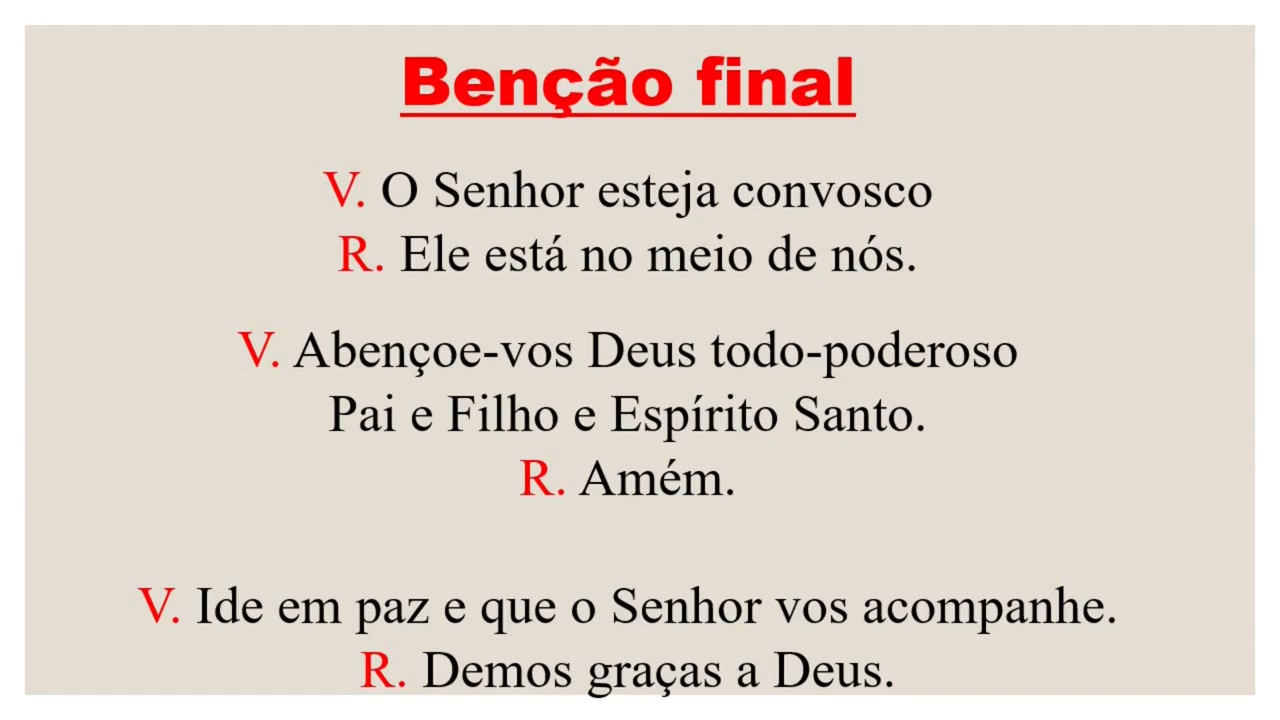 Benção final
V. O Senhor esteja convosco
R. Ele está no meio de nós.
V. Abençoe-vos Deus todo-poderoso
Pai e Filho e Espírito Santo.
R. Amém.
V. Ide em paz e que o Senhor vos acompanhe.
R. Demos graças a Deus.